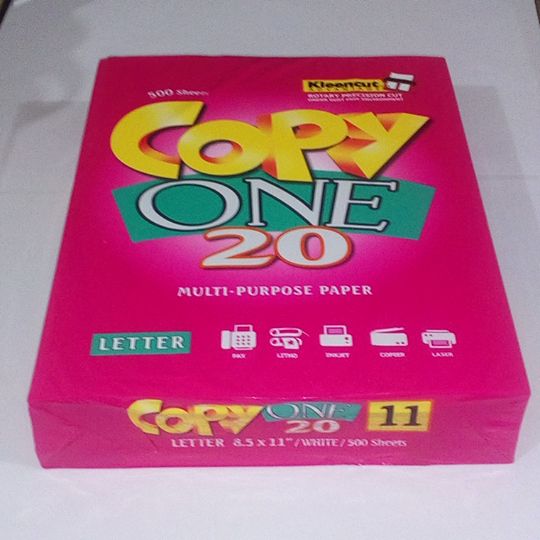 500 Sheets
Kleencut
ROTARY PRECISION CUT
COPY
ONE
20
MULTI-PURPOSE PAPER
LETTER
FAX LITHO INKJET COPIER LASER
COPY ONE 20 11
LETTER 8.5 x 11"/WHITE/500 Sheets